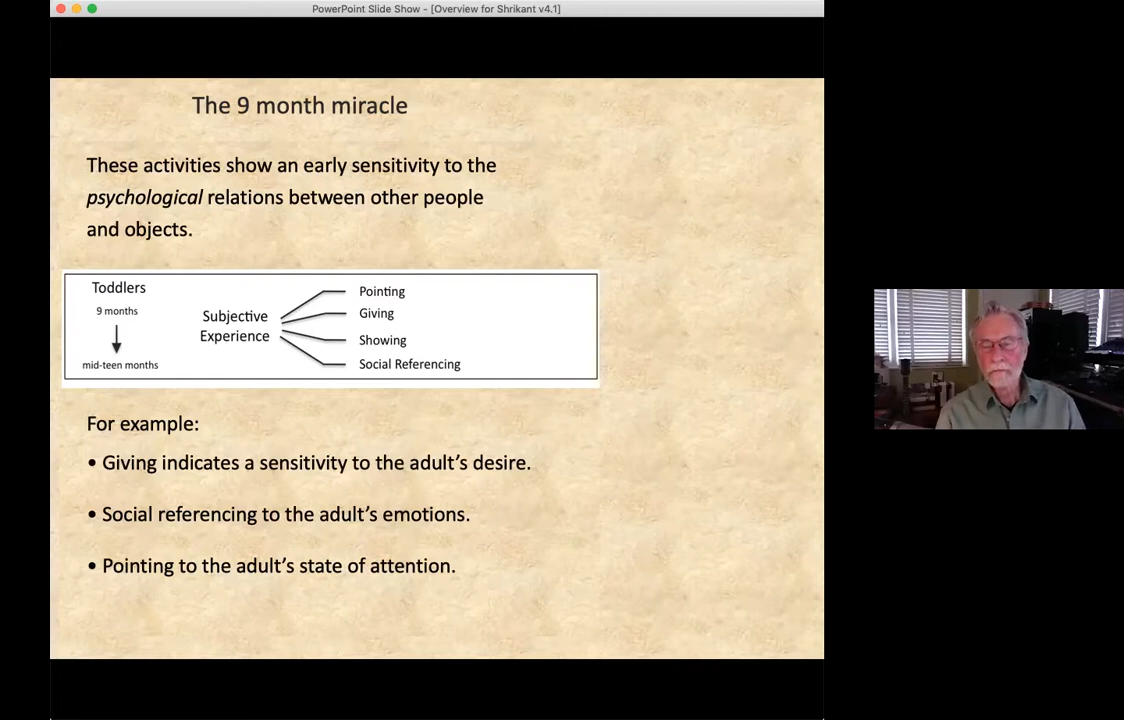 PowerPoint Slide Show - [Overview for Shrikant v4.1]
The 9 month miracle
These activities show an early sensitivity to the
psychological relations between other people
and objects.
Toddlers
9 months
mid-teen months
Subjective
Experience
Pointing
Giving
Showing
Social Referencing
For example:
• Giving indicates a sensitivity to the adult’s desire.
• Social referencing to the adult’s emotions.
• Pointing to the adult’s state of attention.